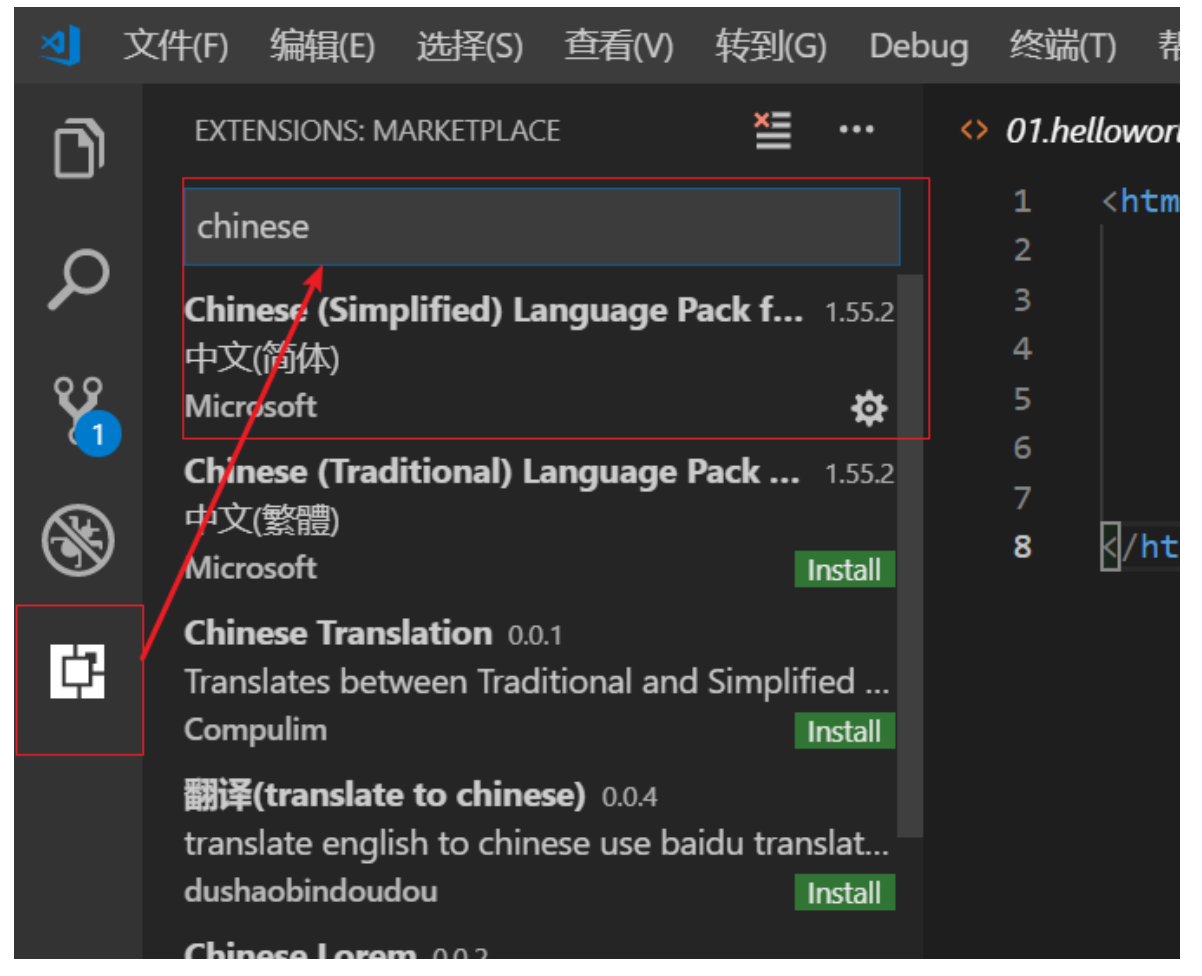 文件(F) 编辑(E) 选择(S) 查看(V) 转到(G) Debug 终端(T)
EXTENSIONS: MARKETPLACE
01.hellowor
chinese
Chinese (Simplified) Language Pack f... 1.55.2
中文(简体)
Microsoft
Chinese (Traditional) Language Pack ... 1.55.2
中文(繁體)
Microsoft Install
Chinese Translation 0.0.1
Translates between Traditional and Simplified ...
Compulim Install
翻译(translate to chinese) 0.0.4
translate english to chinese use baidu translat...
dushaobindoudou Install
Chinese Lorem 0.0.2
1
1 <htm
2
3
4
5
6
7
8 </ht